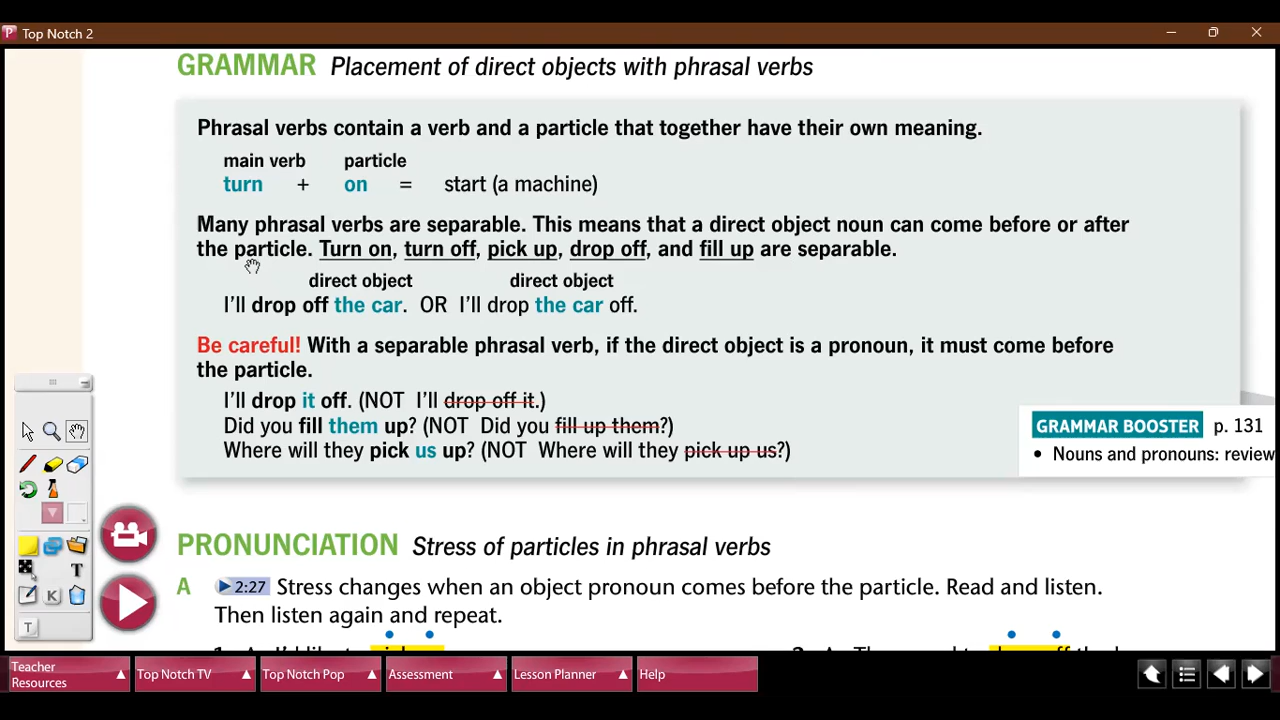 Top Notch 2
GRAMMAR Placement of direct objects with phrasal verbs
Phrasal verbs contain a verb and a particle that together have their own meaning.
main verb particle
turn + on = start (a machine)
Many phrasal verbs are separable. This means that a direct object noun can come before or after
the particle. Turn on, turn off, pick up, drop off, and fill up are separable.
direct object direct object
I'll drop off the car. OR I'll drop the car off.
Be careful! With a separable phrasal verb, if the direct object is a pronoun, it must come before
the particle.
I'll drop it off. (NOT I'll drop off it.)
Did you fill them up? (NOT Did you fill up them?)
Where will they pick us up? (NOT Where will they pick up us?)
GRAMMAR BOOSTER p. 131
• Nouns and pronouns: review
PRONUNCIATION Stress of particles in phrasal verbs
A 2:27 Stress changes when an object pronoun comes before the particle. Read and listen.
Then listen again and repeat.
T
K
T
Teacher
Resources
Top Notch TV
Top Notch Pop
Assessment
Lesson Planner
Help